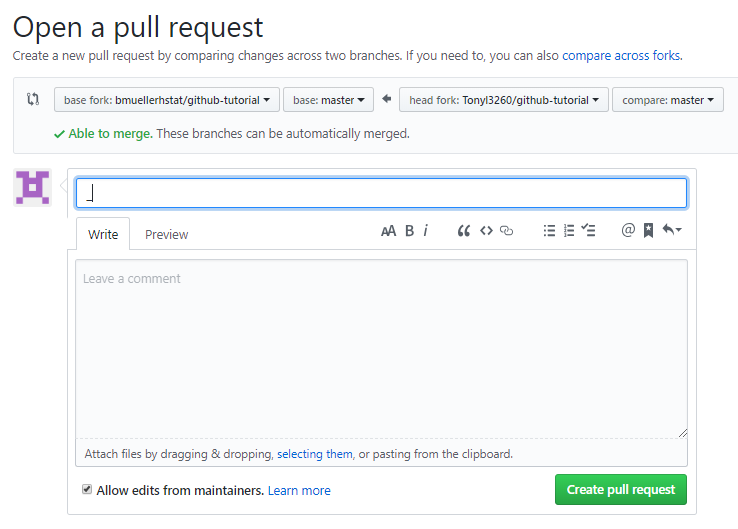 Open a pull request
Create a new pull request by comparing changes across two branches. If you need to, you can also compare across forks.
base fork: bmuellerhstat/github-tutorial base: master head fork: Tonyl3260/github-tutorial compare: master
Able to merge. These branches can be automatically merged.
_
Write Preview AA B i “ <> @
Leave a comment
Attach files by dragging & dropping, selecting them, or pasting from the clipboard.
Allow edits from maintainers. Learn more Create pull request